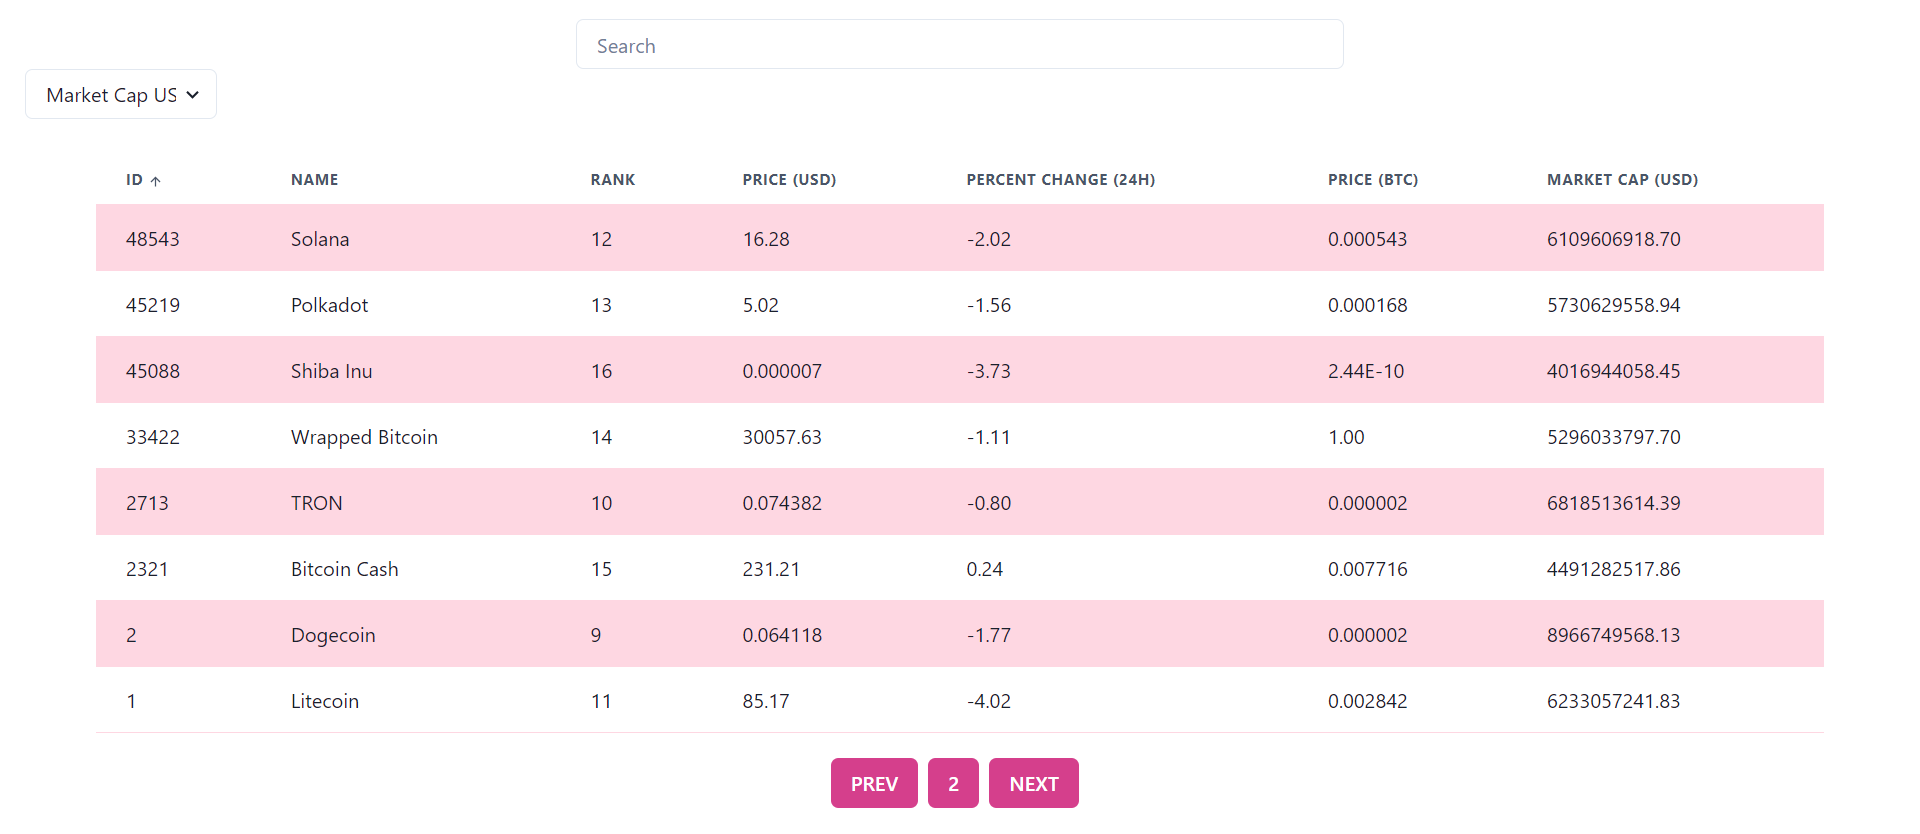 Search
Market Cap US
ID ↑ NAME RANK PRICE (USD) PERCENT CHANGE (24H) PRICE (BTC) MARKET CAP (USD)
48543 Solana 12 16.28 -2.02 0.000543 6109606918.70
45219 Polkadot 13 5.02 -1.56 0.000168 5730629558.94
45088 Shiba Inu 16 0.000007 -3.73 2.44E-10 4016944058.45
33422 Wrapped Bitcoin 14 30057.63 -1.11 1.00 5296033797.70
2713 TRON 10 0.074382 -0.80 0.000002 6818513614.39
2321 Bitcoin Cash 15 231.21 0.24 0.007716 4491282517.86
2 Dogecoin 9 0.064118 -1.77 0.000002 8966749568.13
1 Litecoin 11 85.17 -4.02 0.002842 6233057241.83
PREV 2 NEXT